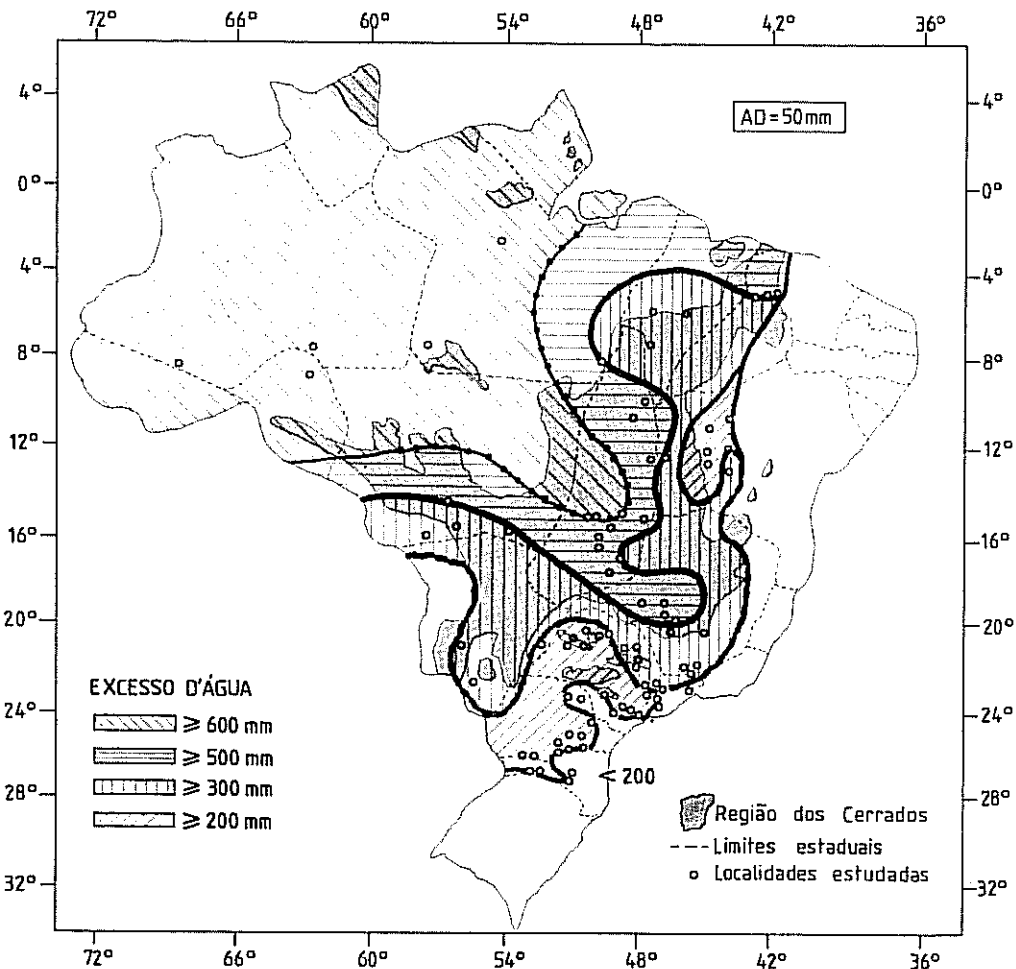 72° 66° 60° 54° 48° 42° 36°
4° 4°
AD=50mm
0° 0°
4° 4°
8° 8°
12° 12°
16° 16°
20° 20°
EXCESSO D'ÁGUA
24° 24°
≥ 600 mm
≥ 500 mm
≥ 300 mm
≥ 200 mm
< 200
28° 28°
Região dos Cerrados
Limites estaduais
Localidades estudadas
32° 32°
72° 66° 60° 54° 48° 42° 36°